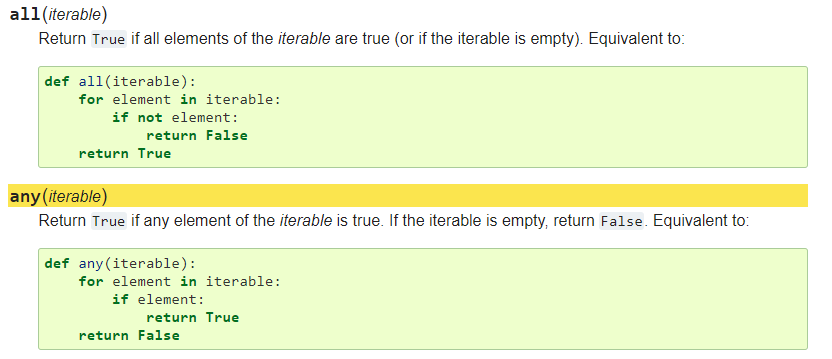 all(iterable)
Return True if all elements of the iterable are true (or if the iterable is empty). Equivalent to:
def all(iterable):
    for element in iterable:
        if not element:
            return False
    return True
any(iterable)
Return True if any element of the iterable is true. If the iterable is empty, return False. Equivalent to:
def any(iterable):
    for element in iterable:
        if element:
            return True
    return False